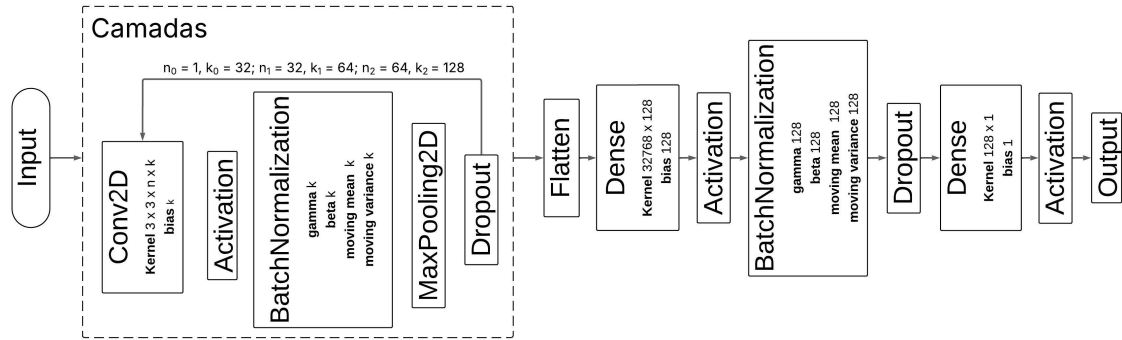 Camadas
n₀ = 1, k₀ = 32; n₁ = 32, k₁ = 64; n₂ = 64, k₂ = 128
Input
Conv2D
Kernel 3 x 3 x n x k
bias k
Activation
BatchNormalization
gamma k
beta k
moving mean k
moving variance k
MaxPooling2D
Dropout
Flatten
Dense
Kernel 32768 x 128
bias 128
Activation
BatchNormalization
gamma 128
beta 128
moving mean 128
moving variance 128
Dropout
Dense
Kernel 128 x 1
bias 1
Activation
Output